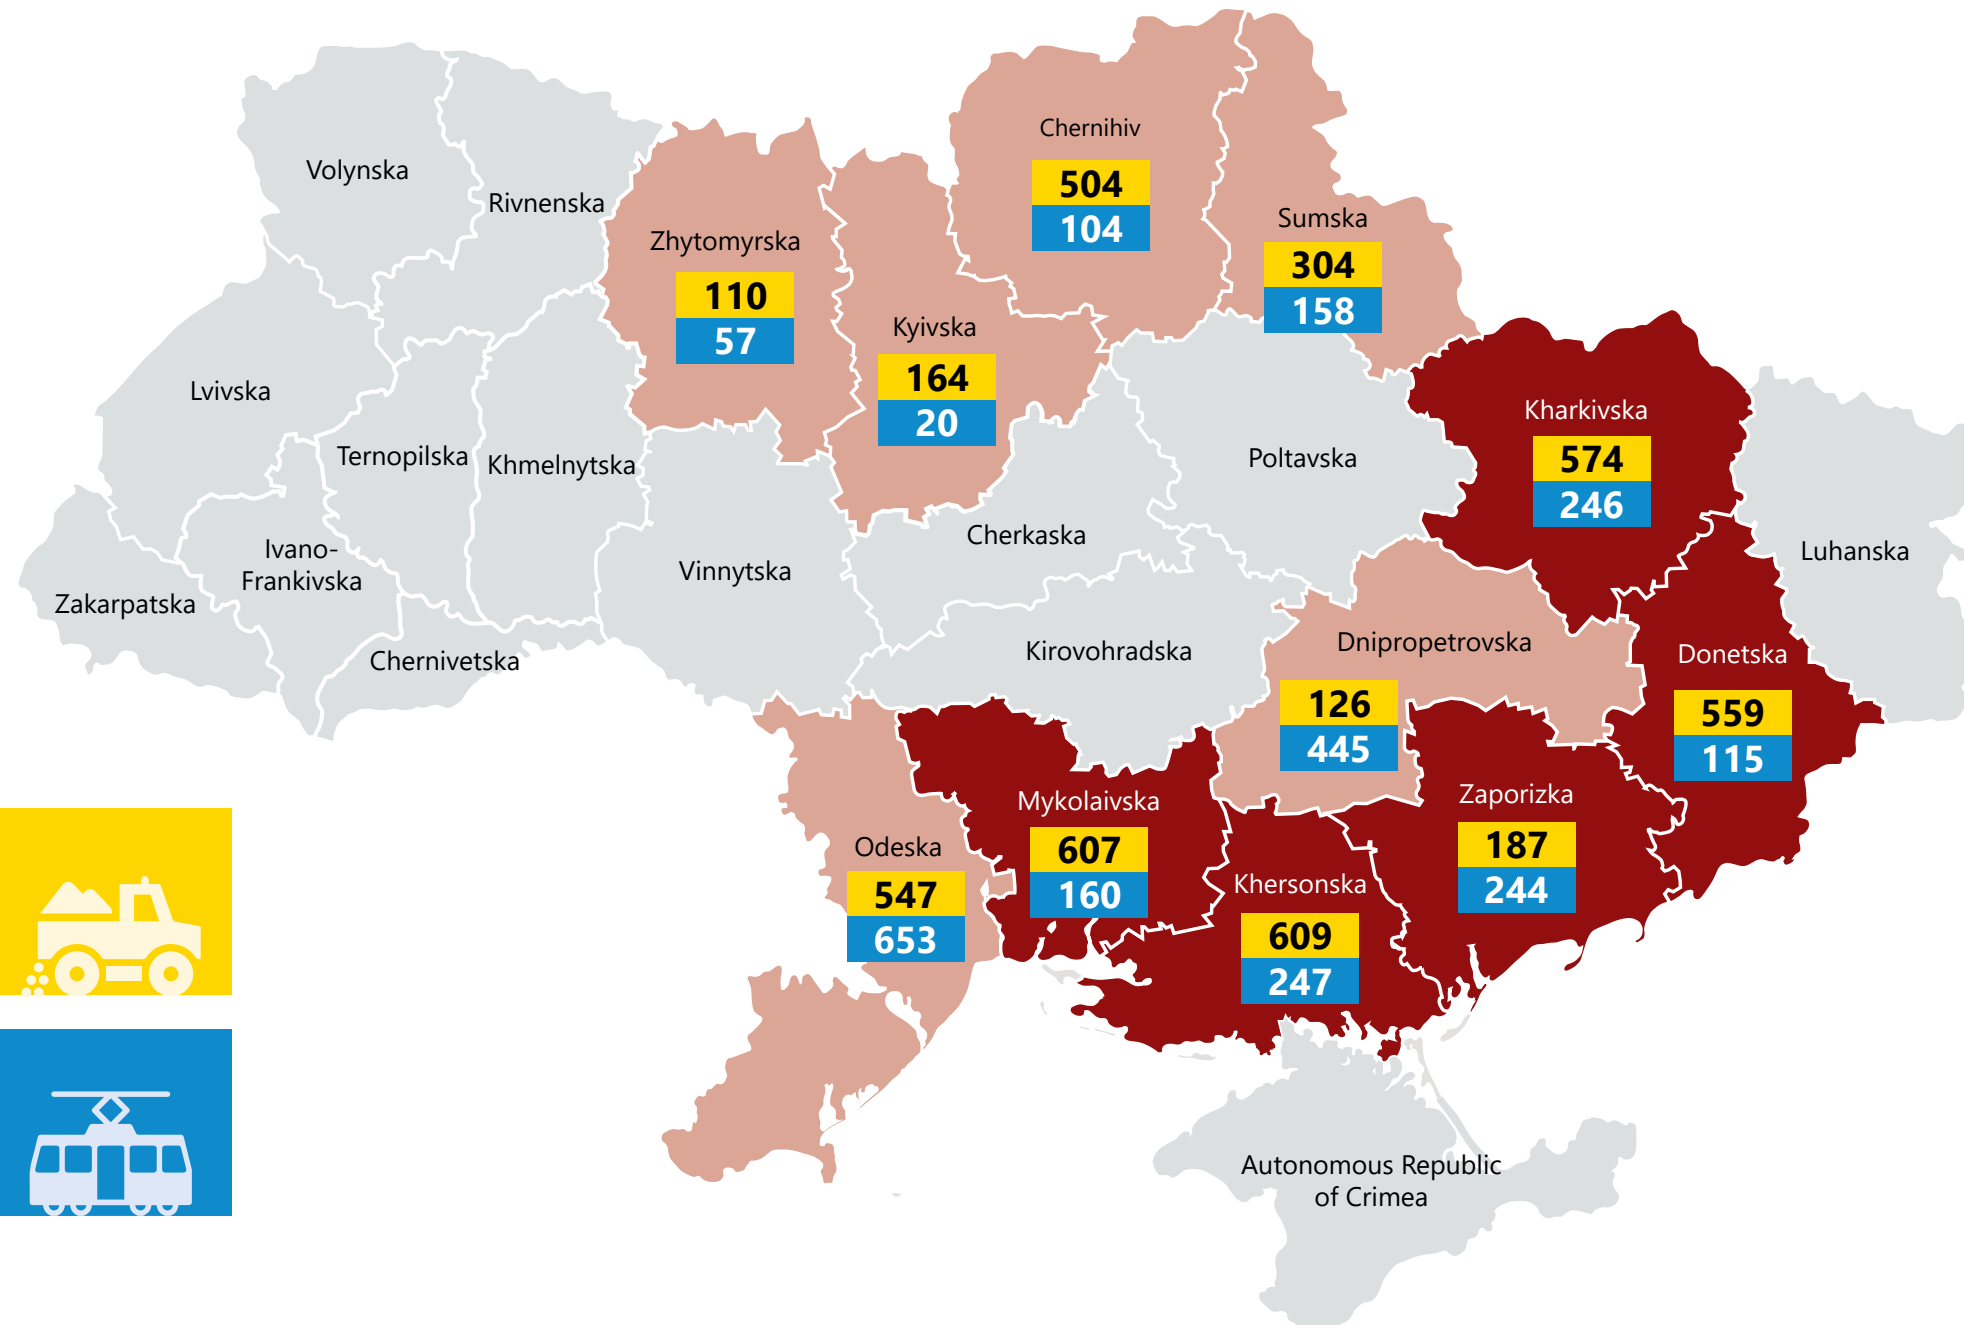 Chernihiv
504
104
Volynska
Rivnenska
Sumska
304
158
Zhytomyrska
110
57
Kyivska
164
20
Lvivska
Kharkivska
574
246
Ternopilska
Khmelnytska
Poltavska
Cherkaska
Ivano-
Frankivska
Vinnytska
Luhanska
Zakarpatska
Chernivetska
Kirovohradska
Dnipropetrovska
126
445
Donetska
559
115
Mykolaivska
607
160
Zaporizka
187
244
Odeska
547
653
Khersonska
609
247
Autonomous Republic
of Crimea